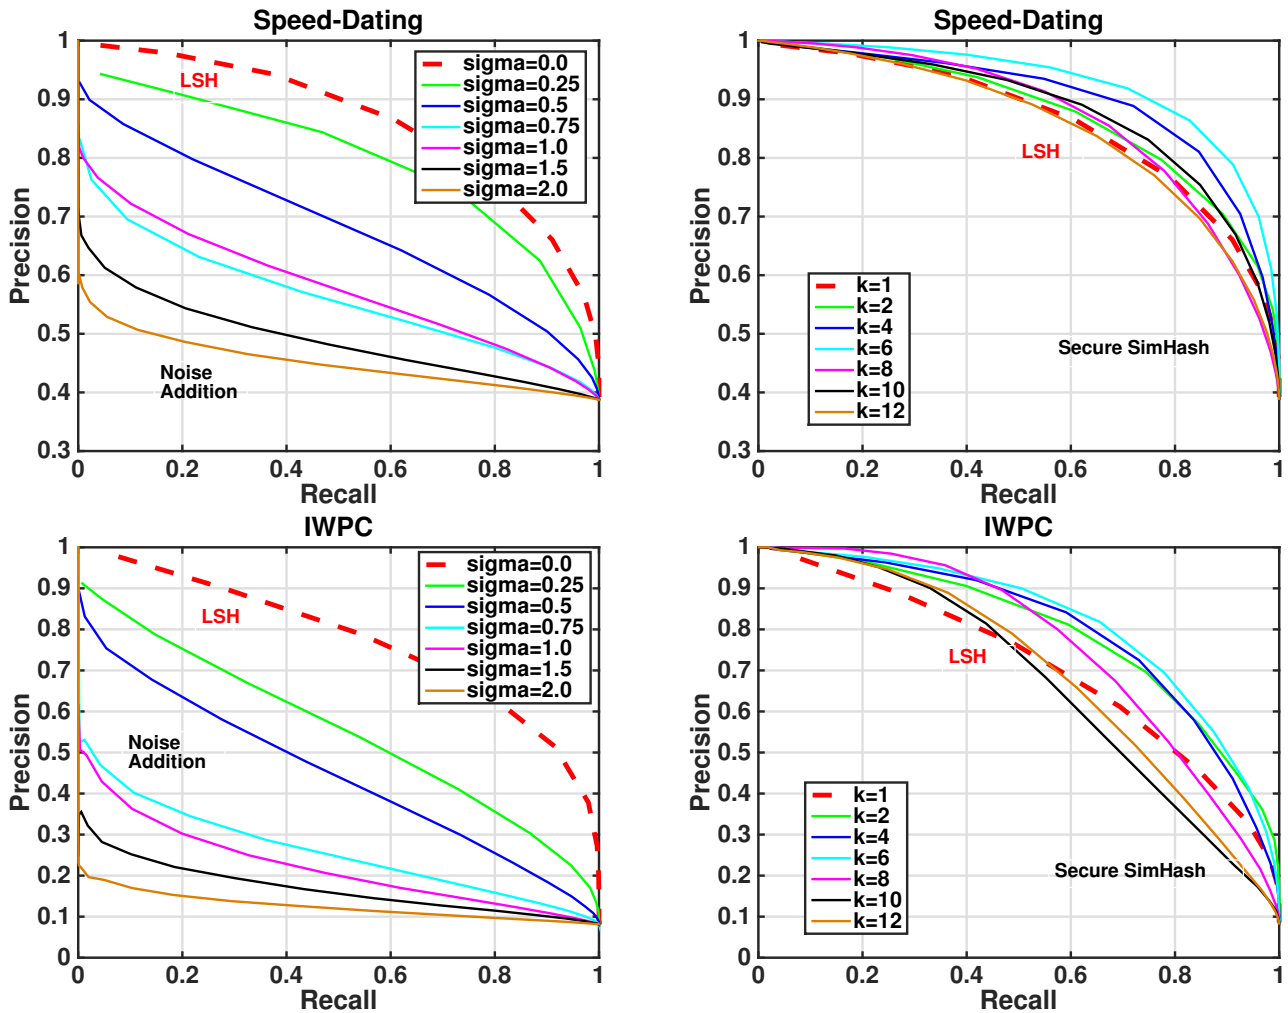 Speed-Dating
1
0.9
0.8
0.7
0.6
0.5
0.4
0.3
Precision
0
0.2
0.4
0.6
0.8
1
Recall
LSH
sigma=0.0
sigma=0.25
sigma=0.5
sigma=0.75
sigma=1.0
sigma=1.5
sigma=2.0
Noise
Addition
Speed-Dating
1
0.9
0.8
0.7
0.6
0.5
0.4
0.3
Precision
0
0.2
0.4
0.6
0.8
1
Recall
LSH
k=1
k=2
k=4
k=6
k=8
k=10
k=12
Secure SimHash
IWPC
1
0.9
0.8
0.7
0.6
0.5
0.4
0.3
0.2
0.1
0
Precision
0
0.2
0.4
0.6
0.8
1
Recall
LSH
sigma=0.0
sigma=0.25
sigma=0.5
sigma=0.75
sigma=1.0
sigma=1.5
sigma=2.0
Noise
Addition
IWPC
1
0.9
0.8
0.7
0.6
0.5
0.4
0.3
0.2
0.1
0
Precision
0
0.2
0.4
0.6
0.8
1
Recall
LSH
k=1
k=2
k=4
k=6
k=8
k=10
k=12
Secure SimHash